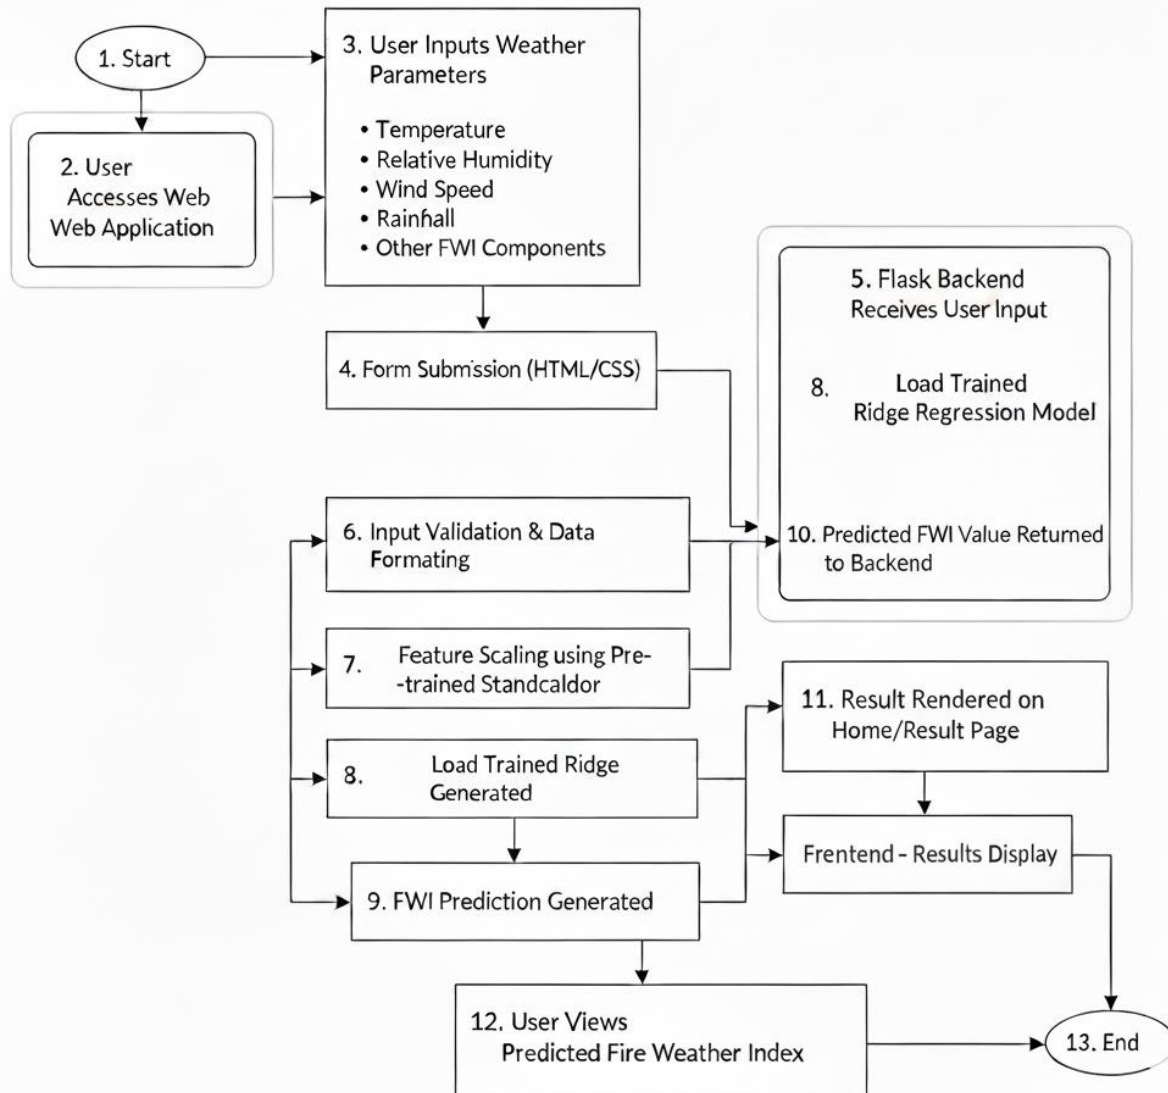 1. Start
2. User
Accesses Web
Web Application
3. User Inputs Weather
Parameters
• Temperature
• Relative Humidity
• Wind Speed
• Rainfall
• Other FWI Components
4. Form Submission (HTML/CSS)
5. Flask Backend
Receives User Input
8. Load Trained
Ridge Regression Model
10. Predicted FWI Value Returned
to Backend
6. Input Validation & Data
Formating
7. Feature Scaling using Pre-
-trained Standcaldor
8. Load Trained Ridge
Generated
9. FWI Prediction Generated
11. Result Rendered on
Home/Result Page
Frentend - Results Display
12. User Views
Predicted Fire Weather Index
13. End